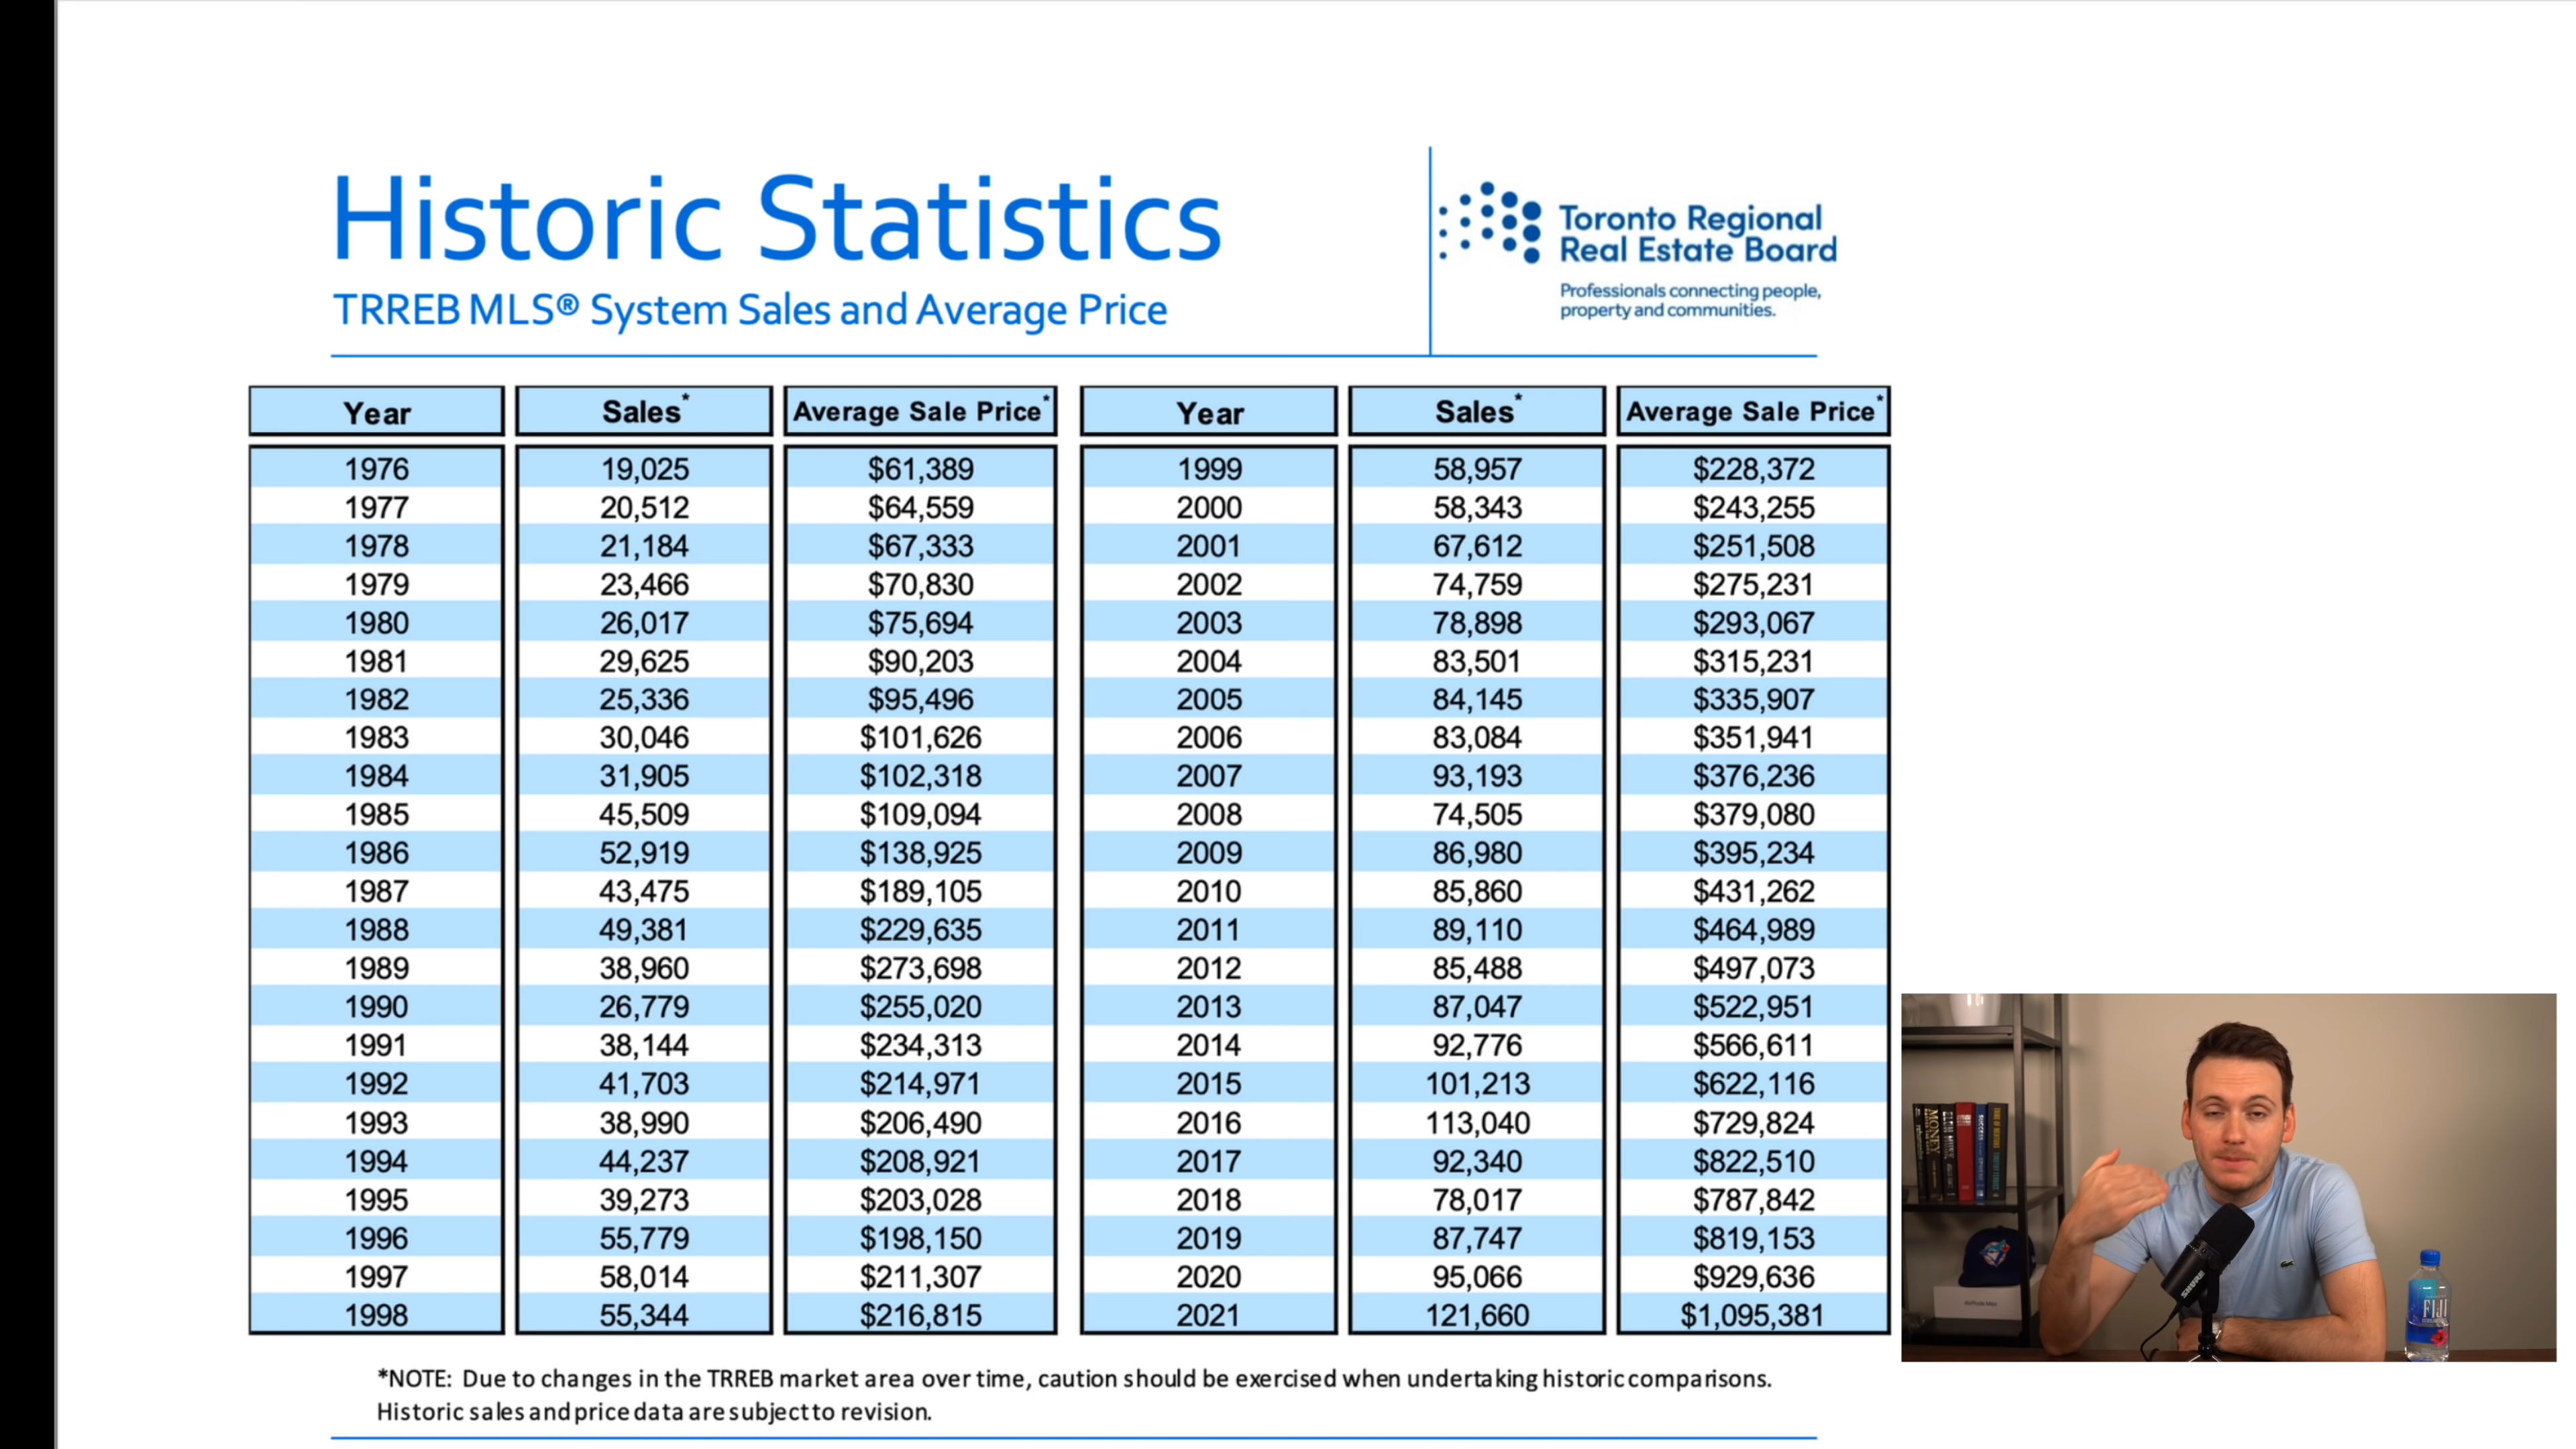 Historic Statistics
TRREB MLS® System Sales and Average Price
Toronto Regional
Real Estate Board
Professionals connecting people,
property and communities.
Year Sales* Average Sale Price* Year Sales* Average Sale Price*
1976 19,025 $61,389 1999 58,957 $228,372
1977 20,512 $64,559 2000 58,343 $243,255
1978 21,184 $67,333 2001 67,612 $251,508
1979 23,466 $70,830 2002 74,759 $275,231
1980 26,017 $75,694 2003 78,898 $293,067
1981 29,625 $90,203 2004 83,501 $315,231
1982 25,336 $95,496 2005 84,145 $335,907
1983 30,046 $101,626 2006 83,084 $351,941
1984 31,905 $102,318 2007 93,193 $376,236
1985 45,509 $109,094 2008 74,505 $379,080
1986 52,919 $138,925 2009 86,980 $395,234
1987 43,475 $189,105 2010 85,860 $431,262
1988 49,381 $229,635 2011 89,110 $464,989
1989 38,960 $273,698 2012 85,488 $497,073
1990 26,779 $255,020 2013 87,047 $522,951
1991 38,144 $234,313 2014 92,776 $566,611
1992 41,703 $214,971 2015 101,213 $622,116
1993 38,990 $206,490 2016 113,040 $729,824
1994 44,237 $208,921 2017 92,340 $822,510
1995 39,273 $203,028 2018 78,017 $787,842
1996 55,779 $198,150 2019 87,747 $819,153
1997 58,014 $211,307 2020 95,066 $929,636
1998 55,344 $216,815 2021 121,660 $1,095,381
*NOTE: Due to changes in the TRREB market area over time, caution should be exercised when undertaking historic comparisons.
Historic sales and price data are subject to revision.
MONEY
SUCCESS
SHURE
FIJI